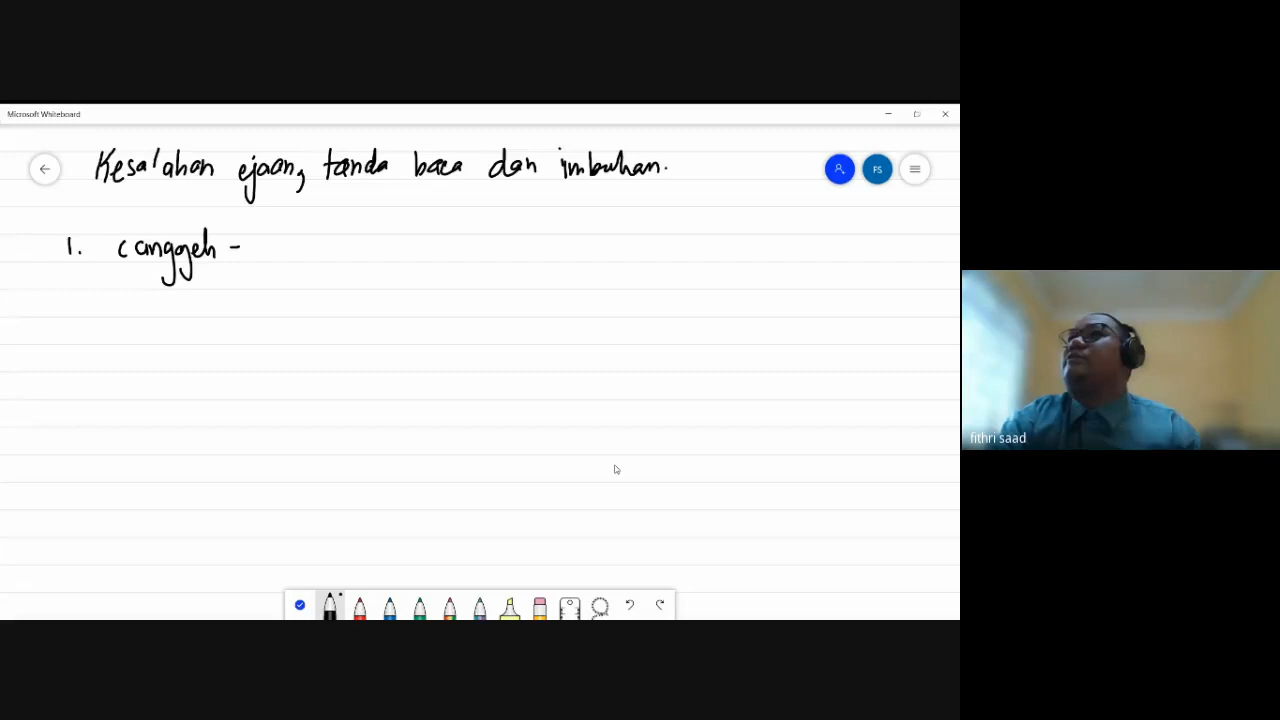 Microsoft Whiteboard
Kesalahan ejaan, tanda baca dan imbuhan.
FS
1. canggeh -
fithri saad